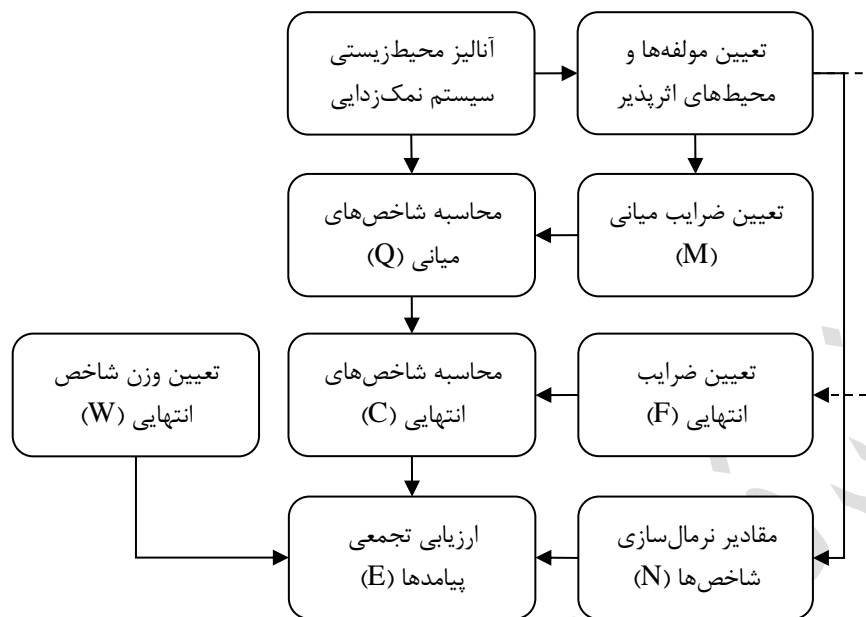 تعیین مولفه‌ها و
محیط‌های اثرپذیر
آنالیز محیط‌زیستی
سیستم نمک‌زدایی
تعیین ضرایب میانی
(M)
محاسبه شاخص‌های
میانی (Q)
تعیین ضرایب
انتهایی (F)
محاسبه شاخص‌های
انتهایی (C)
تعیین وزن شاخص
انتهایی (W)
مقادیر نرمال‌سازی
شاخص‌ها (N)
ارزیابی تجمعی
پیامدها (E)